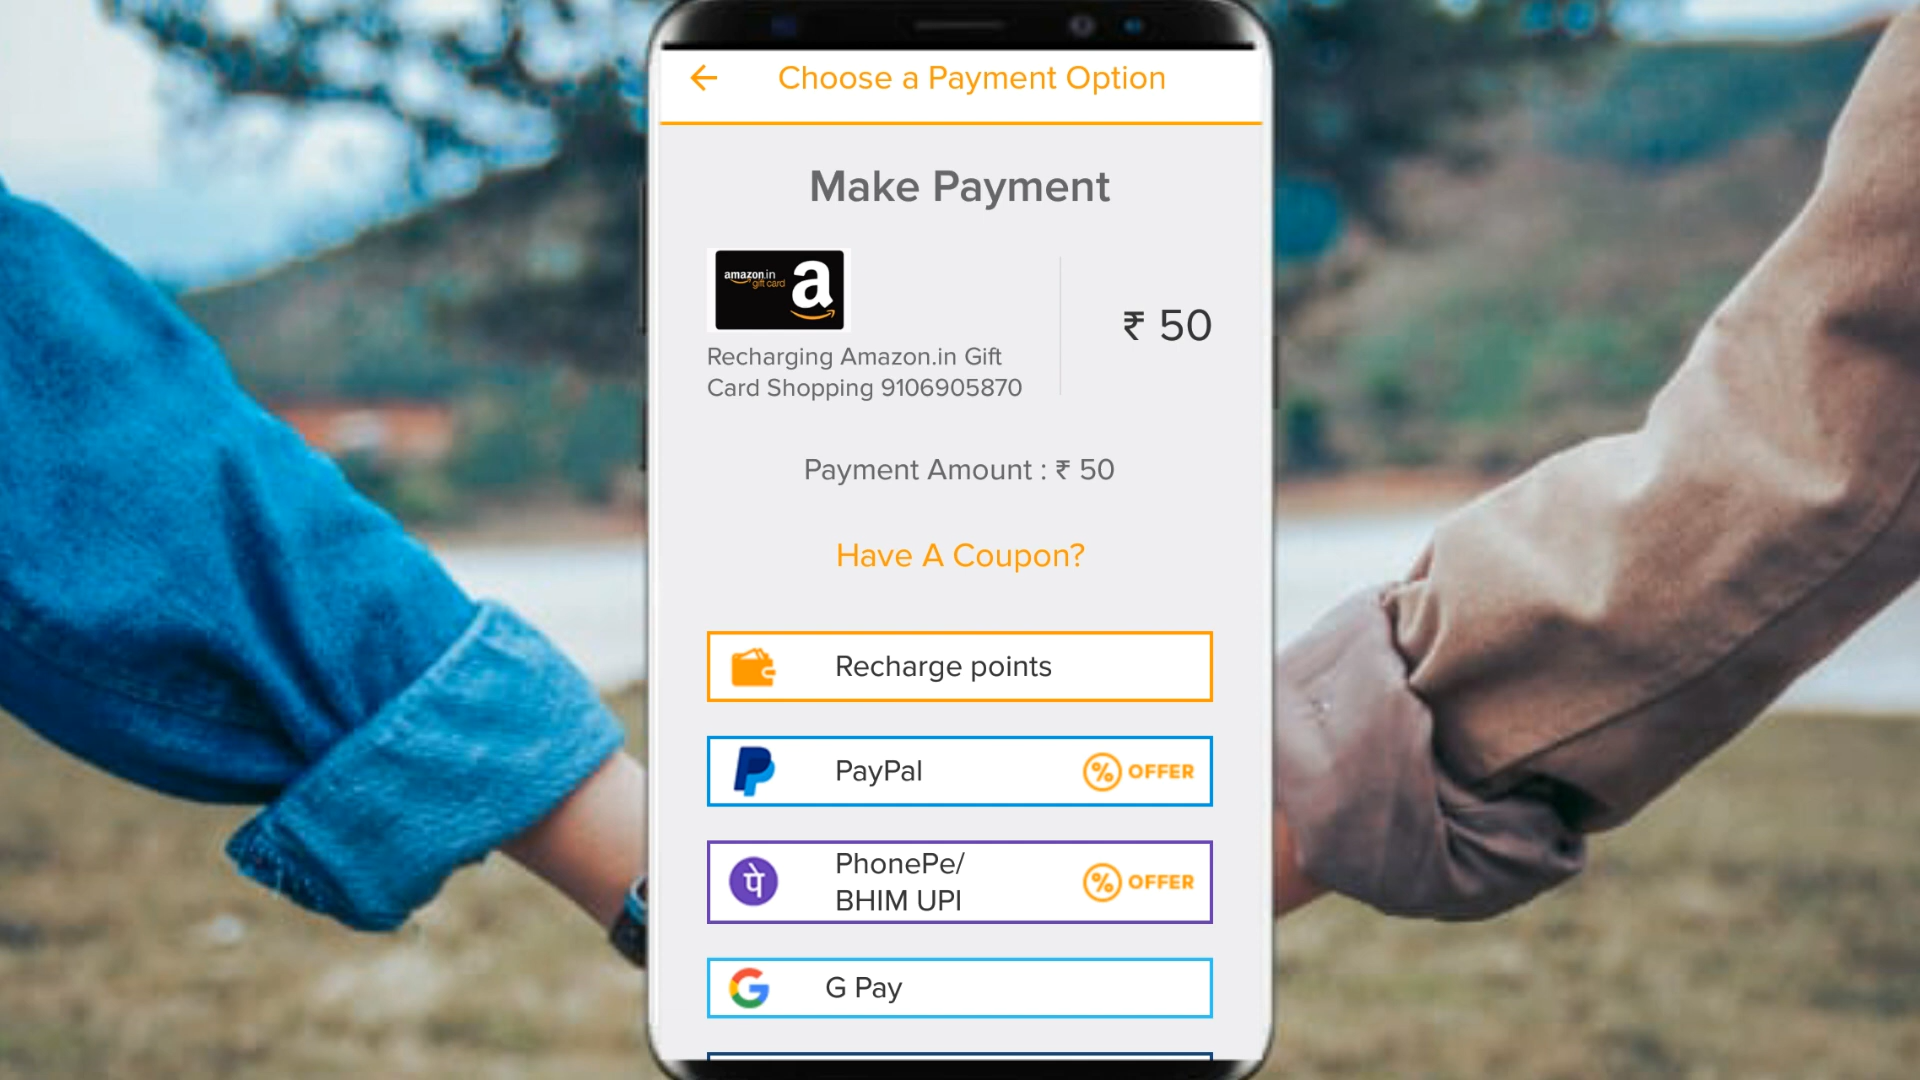 Choose a Payment Option
Make Payment
amazon.in
gift card
a
Recharging Amazon.in Gift
Card Shopping 9106905870
₹ 50
Payment Amount : ₹ 50
Have A Coupon?
Recharge points
PayPal
% OFFER
पे
PhonePe/
BHIM UPI
% OFFER
G Pay